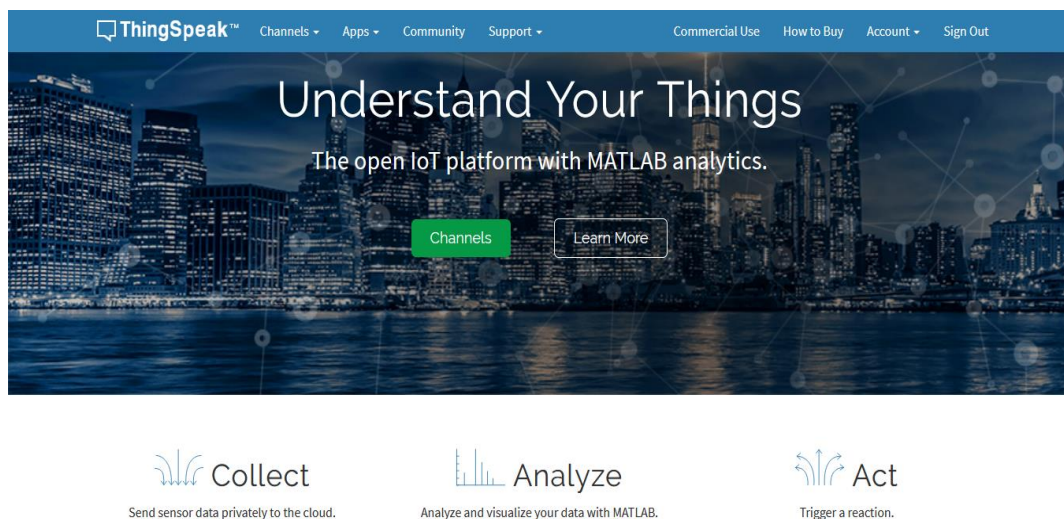 ThingSpeak™ Channels Apps Community Support Commercial Use How to Buy Account Sign Out
Understand Your Things
The open IoT platform with MATLAB analytics.
Channels Learn More
Collect Analyze Act
Send sensor data privately to the cloud. Analyze and visualize your data with MATLAB. Trigger a reaction.